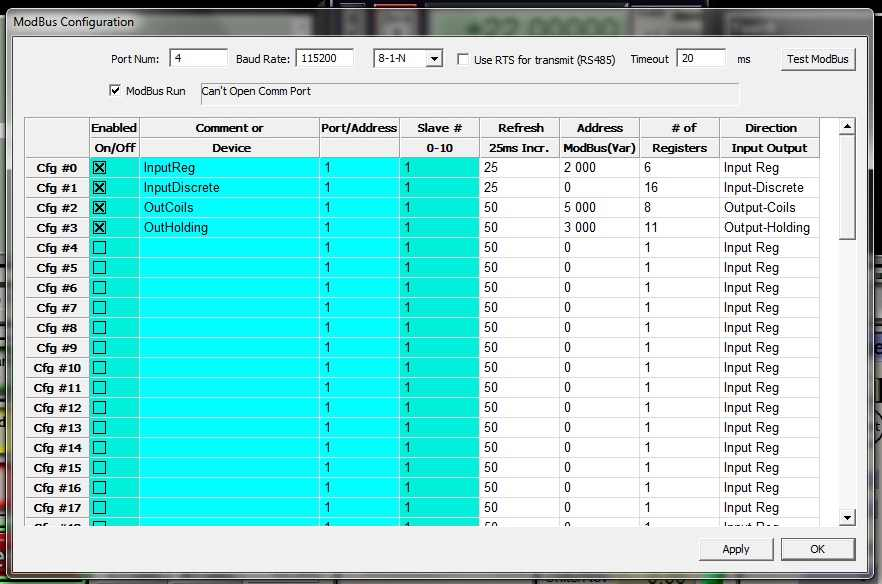 ModBus Configuration
Port Num: 4 Baud Rate: 115200 8-1-N Use RTS for transmit (RS485) Timeout 20 ms Test ModBus
ModBus Run Can't Open Comm Port
Enabled Comment or Port/Address Slave # Refresh Address # of Direction
On/Off Device 0-10 25ms Incr. ModBus(Var) Registers Input Output
Cfg #0 InputReg 1 1 25 2 000 6 Input Reg
Cfg #1 InputDiscrete 1 1 25 0 16 Input-Discrete
Cfg #2 OutCoils 1 1 50 5 000 8 Output-Coils
Cfg #3 OutHolding 1 1 50 3 000 11 Output-Holding
Cfg #4 1 1 50 0 1 Input Reg
Cfg #5 1 1 50 0 1 Input Reg
Cfg #6 1 1 50 0 1 Input Reg
Cfg #7 1 1 50 0 1 Input Reg
Cfg #8 1 1 50 0 1 Input Reg
Cfg #9 1 1 50 0 1 Input Reg
Cfg #10 1 1 50 0 1 Input Reg
Cfg #11 1 1 50 0 1 Input Reg
Cfg #12 1 1 50 0 1 Input Reg
Cfg #13 1 1 50 0 1 Input Reg
Cfg #14 1 1 50 0 1 Input Reg
Cfg #15 1 1 50 0 1 Input Reg
Cfg #16 1 1 50 0 1 Input Reg
Cfg #17 1 1 50 0 1 Input Reg
Apply OK